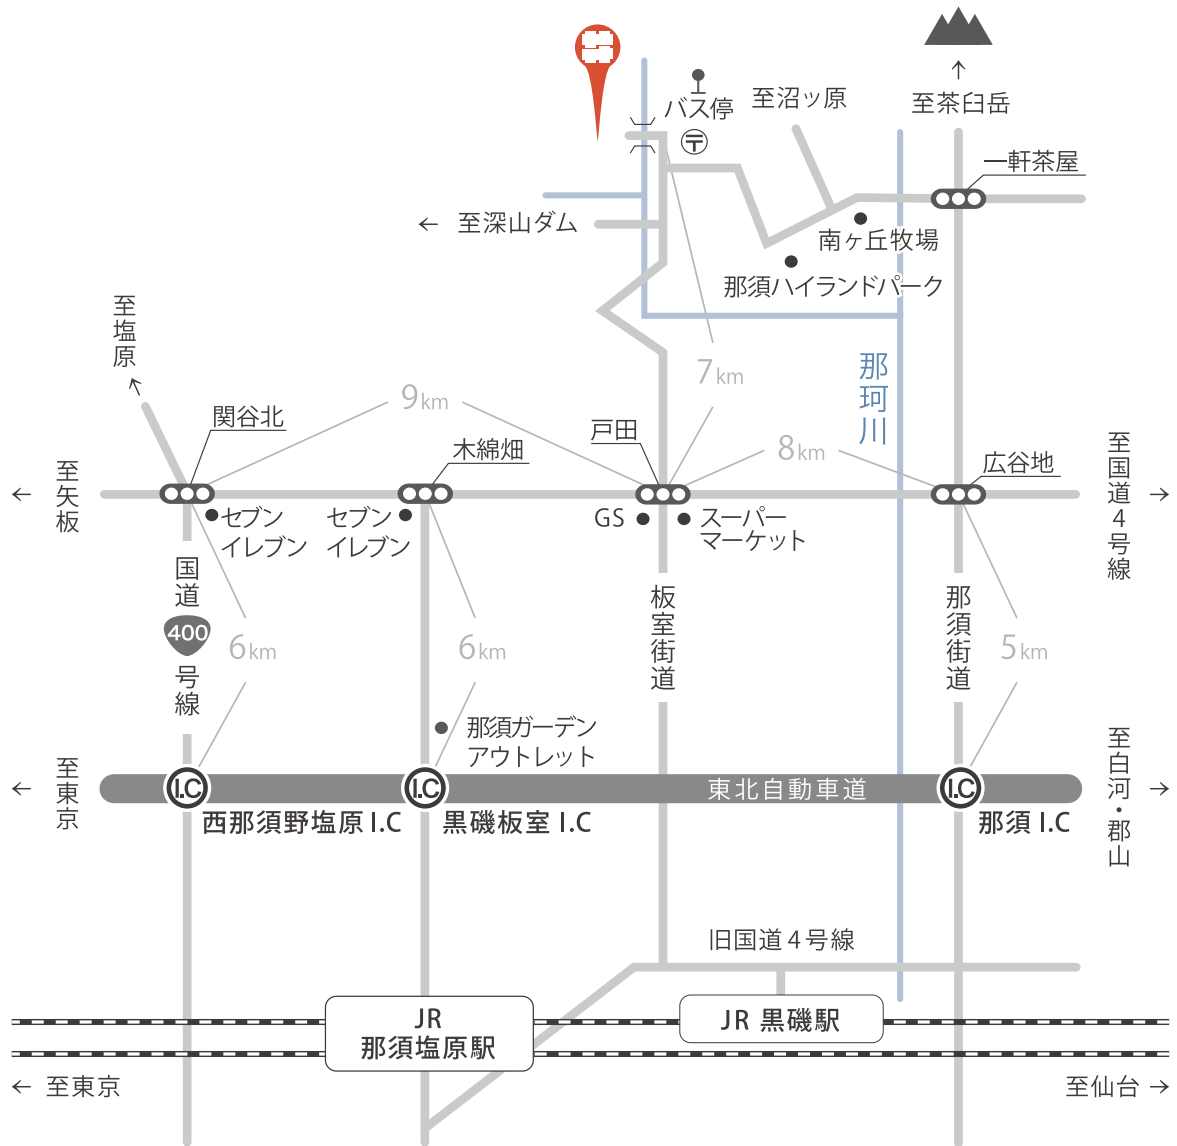 至茶臼岳
バス停
至沼ッ原
〒
一軒茶屋
至深山ダム
南ヶ丘牧場
那須ハイランドパーク
至塩原
7km
那珂川
9km
関谷北
木綿畑
戸田
8km
広谷地
至矢板
至国道4号線
セブン
イレブン
セブン
イレブン
GS
スーパー
マーケット
国道
400
号線
6km
6km
板室街道
那須街道
5km
那須ガーデン
アウトレット
至東京
I.C
I.C
東北自動車道
I.C
至白河・郡山
西那須野塩原 I.C
黒磯板室 I.C
那須 I.C
旧国道4号線
JR
那須塩原駅
JR 黒磯駅
至東京
至仙台